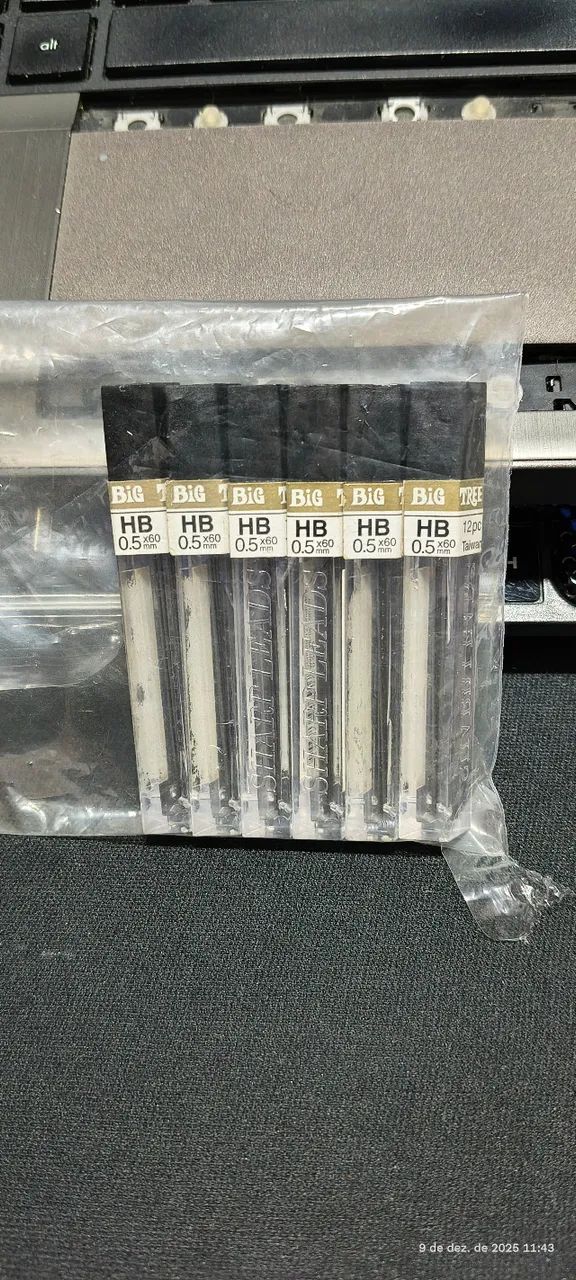 alt
BiG T
HB
0.5 x60
mm
BiG T
HB
0.5 x60
mm
BiG T
HB
0.5 x60
mm
BiG T
HB
0.5 x60
mm
BiG T
HB
0.5 x60
mm
BiG TREE
HB 12pc
0.5 x60 Taiwan
mm
SHARP LEADS
SHARP LEADS
9 de dez. de 2025 11:43